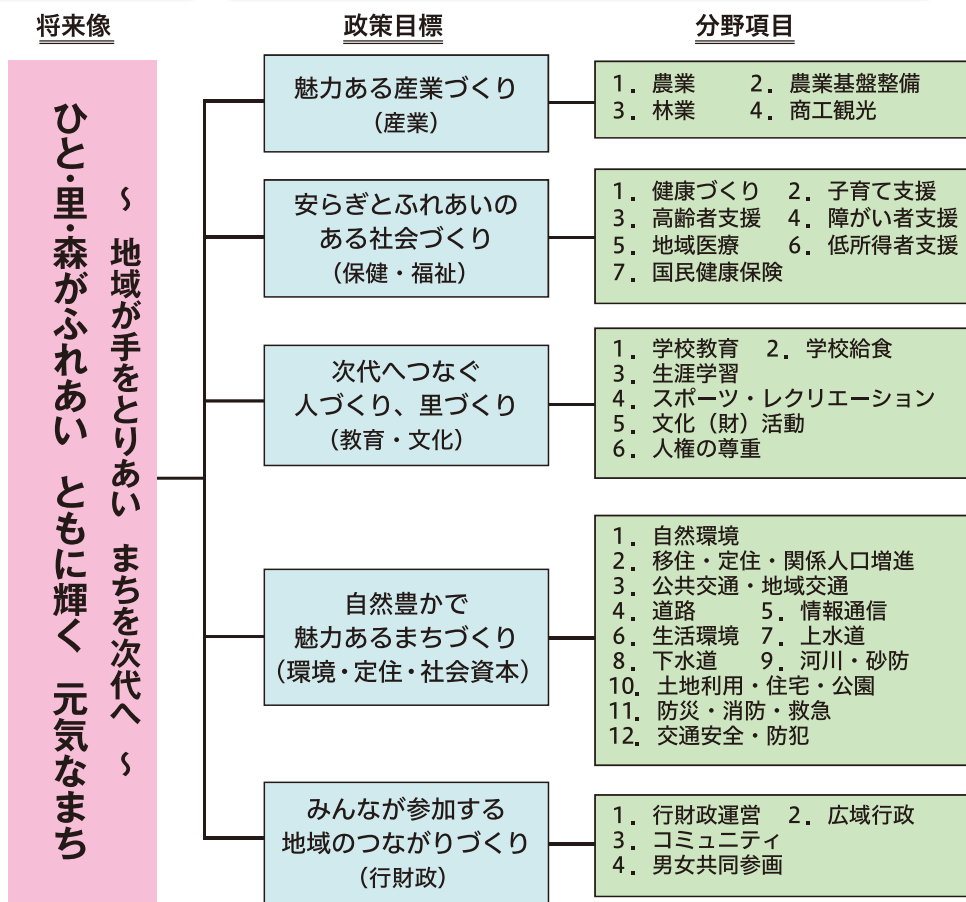 将来像
政策目標
分野項目
ひと・里・森がふれあい　ともに輝く　元気なまち
～　地域が手をとりあい　まちを次代へ　～
魅力ある産業づくり
（産業）
1．農業　2．農業基盤整備
3．林業　4．商工観光
安らぎとふれあいの
ある社会づくり
（保健・福祉）
1．健康づくり　2．子育て支援
3．高齢者支援　4．障がい者支援
5．地域医療　6．低所得者支援
7．国民健康保険
次代へつなぐ
人づくり、里づくり
（教育・文化）
1．学校教育　2．学校給食
3．生涯学習
4．スポーツ・レクリエーション
5．文化（財）活動
6．人権の尊重
自然豊かで
魅力あるまちづくり
（環境・定住・社会資本）
1．自然環境
2．移住・定住・関係人口増進
3．公共交通・地域交通
4．道路　5．情報通信
6．生活環境　7．上水道
8．下水道　9．河川・砂防
10．土地利用・住宅・公園
11．防災・消防・救急
12．交通安全・防犯
みんなが参加する
地域のつながりづくり
（行財政）
1．行財政運営　2．広域行政
3．コミュニティ
4．男女共同参画